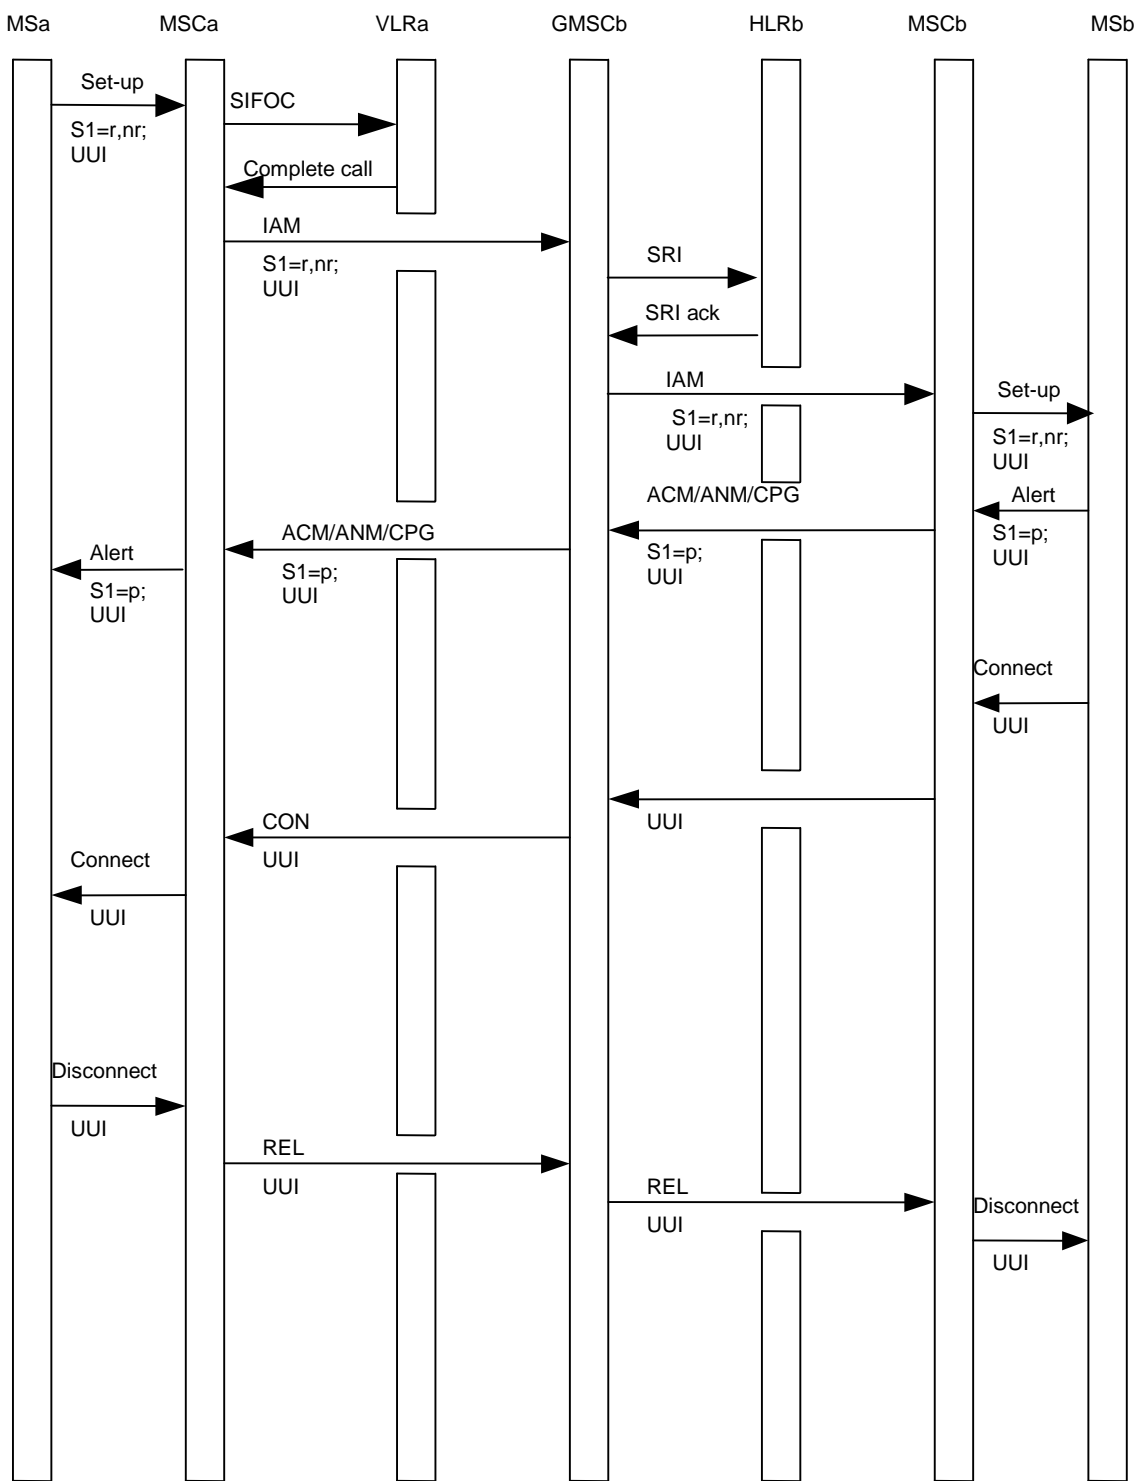 MSa MSCa VLRa GMSCb HLRb MSCb MSb
Set-up
SIFOC
S1=r,nr;
UUI
Complete call
IAM
S1=r,nr;
UUI
SRI
SRI ack
IAM
S1=r,nr;
UUI
Set-up
S1=r,nr;
UUI
ACM/ANM/CPG
S1=p;
UUI
Alert
S1=p;
UUI
ACM/ANM/CPG
S1=p;
UUI
Alert
S1=p;
UUI
Connect
UUI
UUI
CON
UUI
Connect
UUI
Disconnect
UUI
REL
UUI
REL
UUI
Disconnect
UUI